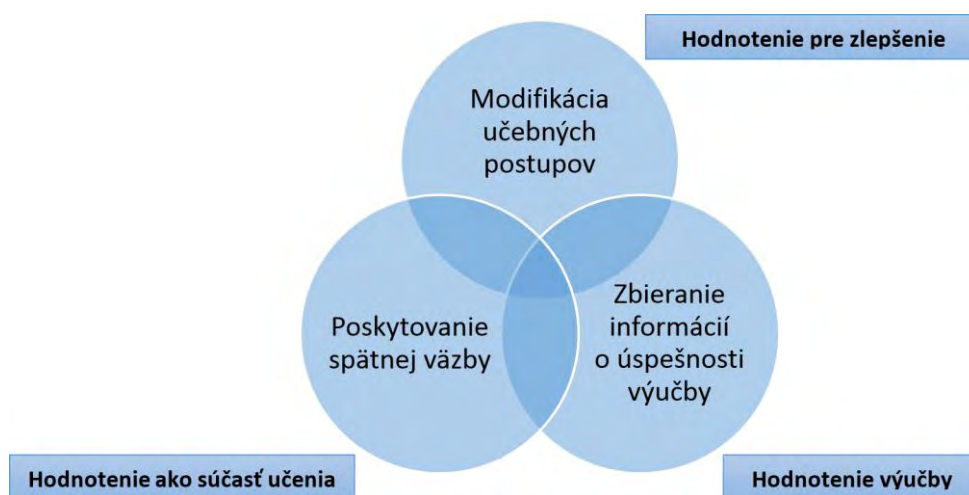 Hodnotenie pre zlepšenie
Modifikácia
učebných
postupov
Poskytovanie
spätnej väzby
Zbieranie
informácií
o úspešnosti
výučby
Hodnotenie ako súčasť učenia
Hodnotenie výučby